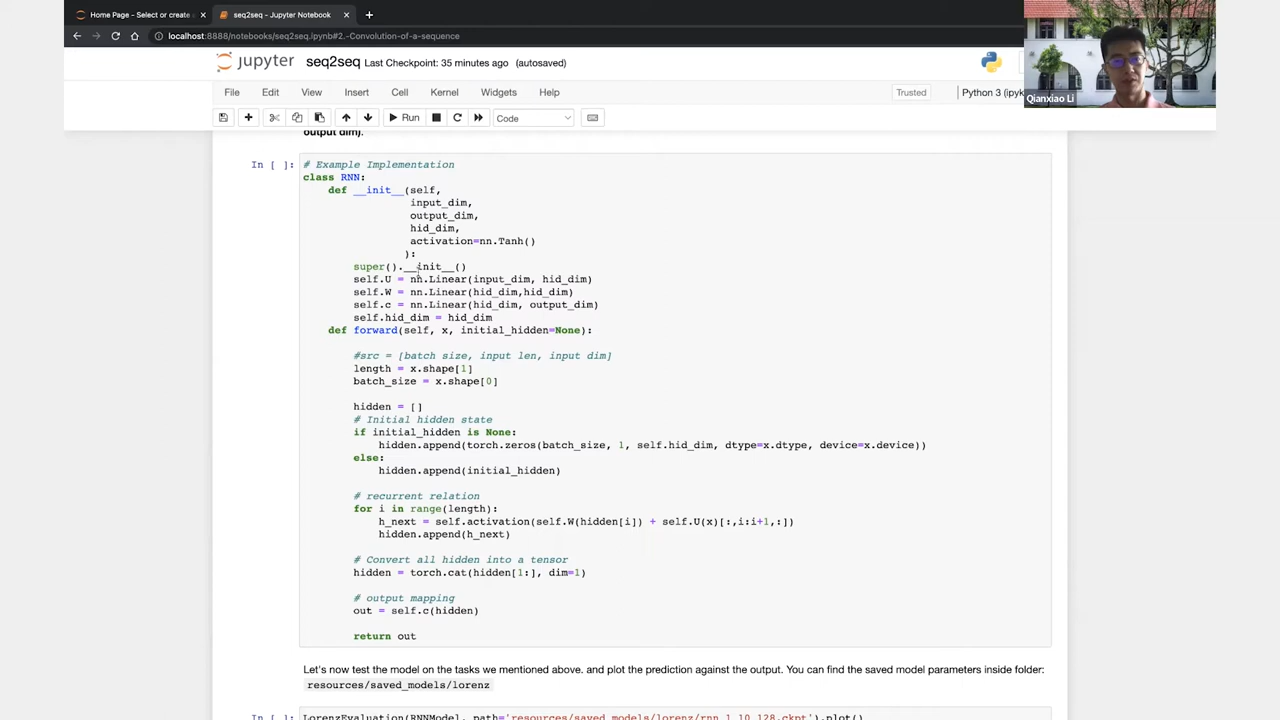 Home Page - Select or create
seq2seq - Jupyter Notebook
localhost:8888/notebooks/seq2seq.ipynb#2.-Convolution-of-a-sequence
jupyter seq2seq Last Checkpoint: 35 minutes ago (autosaved)
File Edit View Insert Cell Kernel Widgets Help Trusted Python 3
Run Code
Qianxiao Li
output dim).
In [ ]:
# Example Implementation
class RNN:
def __init__(self,
input_dim,
output_dim,
hid_dim,
activation=nn.Tanh()
):
super().__init__()
self.U = nn.Linear(input_dim, hid_dim)
self.W = nn.Linear(hid_dim,hid_dim)
self.c = nn.Linear(hid_dim, output_dim)
self.hid_dim = hid_dim
def forward(self, x, initial_hidden=None):
#src = [batch size, input len, input dim]
length = x.shape[1]
batch_size = x.shape[0]
hidden = []
# Initial hidden state
if initial_hidden is None:
hidden.append(torch.zeros(batch_size, 1, self.hid_dim, dtype=x.dtype, device=x.device))
else:
hidden.append(initial_hidden)
# recurrent relation
for i in range(length):
h_next = self.activation(self.W(hidden[i]) + self.U(x)[:,i:i+1,:])
hidden.append(h_next)
# Convert all hidden into a tensor
hidden = torch.cat(hidden[1:], dim=1)
# output mapping
out = self.c(hidden)
return out
Let's now test the model on the tasks we mentioned above. and plot the prediction against the output. You can find the saved model parameters inside folder:
resources/saved_models/lorenz
In [ ]:
LorenzEvaluation(RNNModel, path='resources/saved_models/lorenz/rnn_1_10_128.ckpt').plot()